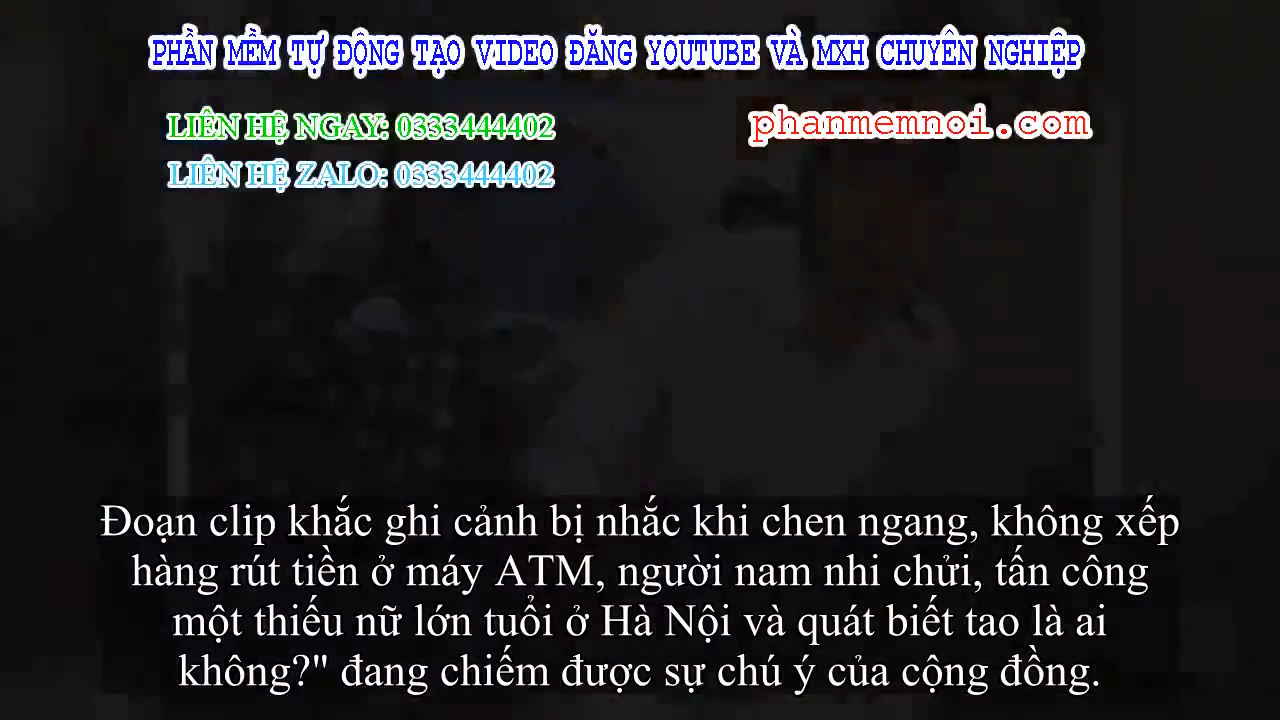 PHẦN MỀM TỰ ĐỘNG TẠO VIDEO ĐĂNG YOUTUBE VÀ MXH CHUYÊN NGHIỆP
LIÊN HỆ NGAY: 0333444402
phanmemnoi.com
LIÊN HỆ ZALO: 0333444402
Đoạn clip khắc ghi cảnh bị nhắc khi chen ngang, không xếp
hàng rút tiền ở máy ATM, người nam nhi chửi, tấn công
một thiếu nữ lớn tuổi ở Hà Nội và quát biết tao là ai
không?" đang chiếm được sự chú ý của cộng đồng.